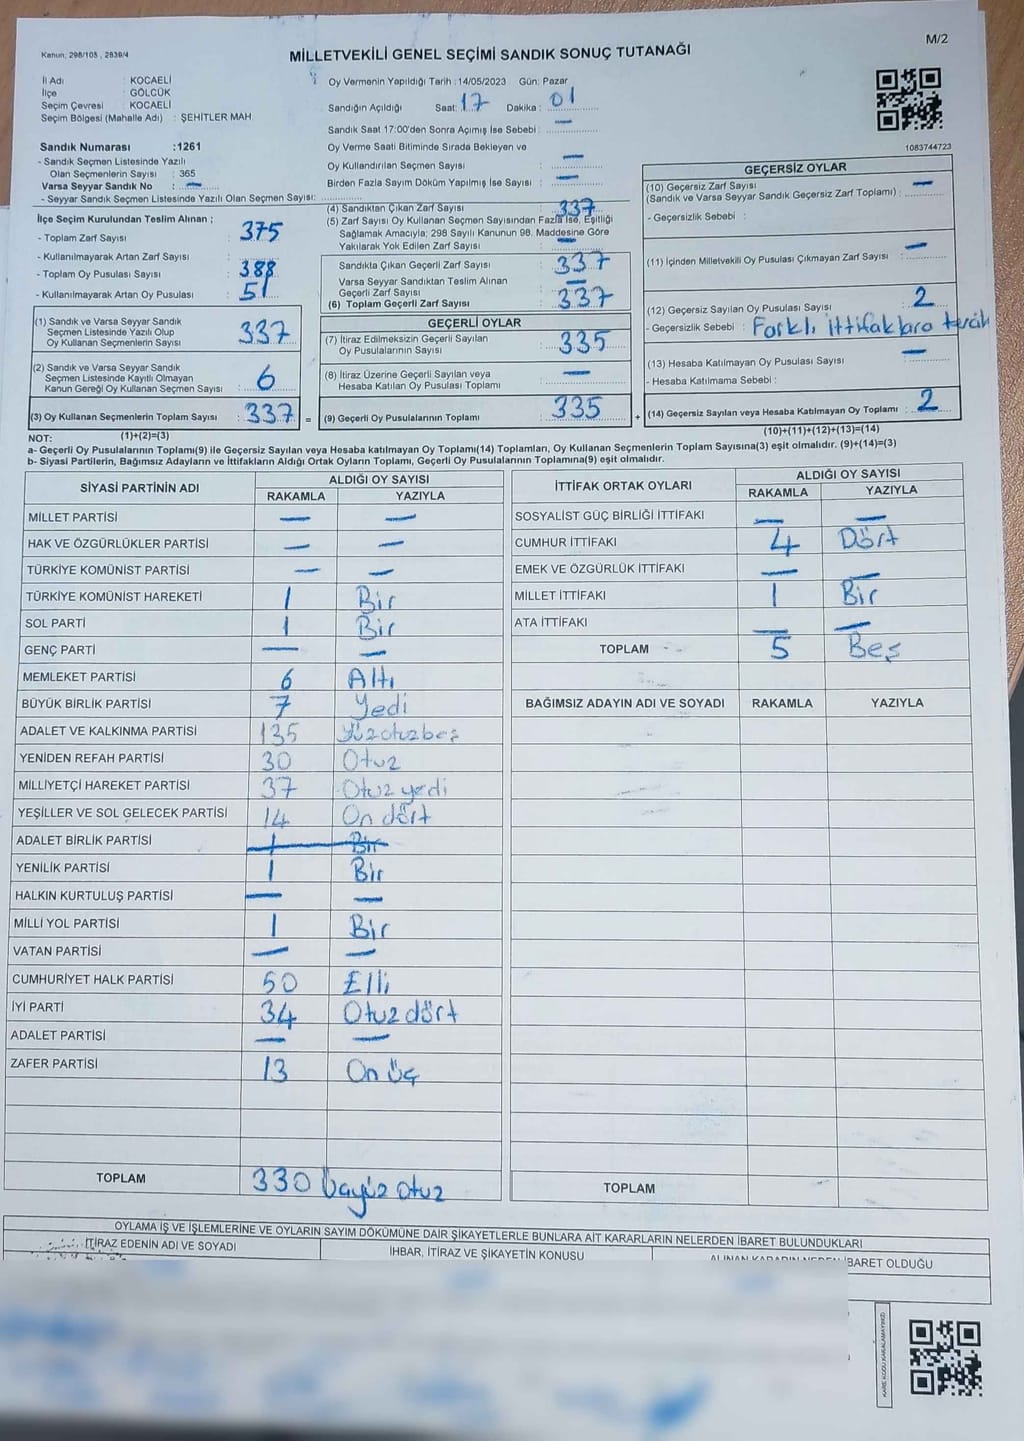 M/2
Kanun; 298/105 , 2839/4
MİLLETVEKİLİ GENEL SEÇİMİ SANDIK SONUÇ TUTANAĞI
İl Adı : KOCAELİ
İlçe : GÖLCÜK
Seçim Çevresi : KOCAELİ
Seçim Bölgesi (Mahalle Adı) : ŞEHİTLER MAH.
Sandık Numarası :1261
- Sandık Seçmen Listesinde Yazılı
Olan Seçmenlerin Sayısı : 365
Varsa Seyyar Sandık No : —
- Seyyar Sandık Seçmen Listesinde Yazılı Olan Seçmen Sayısı:
Oy Vermenin Yapıldığı Tarih :14/05/2023 Gün: Pazar
Sandığın Açıldığı Saat: 17 Dakika : 01
Sandık Saat 17:00'den Sonra Açılmış İse Sebebi : —
Oy Verme Saati Bitiminde Sırada Bekleyen ve
Oy Kullandırılan Seçmen Sayısı : —
Birden Fazla Sayım Döküm Yapılmış İse Sayısı : —
1083744723
İlçe Seçim Kurulundan Teslim Alınan ;
- Toplam Zarf Sayısı : 375
- Kullanılmayarak Artan Zarf Sayısı :
- Toplam Oy Pusulası Sayısı : 388
- Kullanılmayarak Artan Oy Pusulası : 51
(1) Sandık ve Varsa Seyyar Sandık
Seçmen Listesinde Yazılı Olup
Oy Kullanan Seçmenlerin Sayısı : 337
(2) Sandık ve Varsa Seyyar Sandık
Seçmen Listesinde Kayıtlı Olmayan
Kanun Gereği Oy Kullanan Seçmen Sayısı : 6
(3) Oy Kullanan Seçmenlerin Toplam Sayısı : 337 =
(1)+(2)=(3)
(4) Sandıktan Çıkan Zarf Sayısı : 337
(5) Zarf Sayısı Oy Kullanan Seçmen Sayısından Fazla İse, Eşitliği
Sağlamak Amacıyla; 298 Sayılı Kanunun 98. Maddesine Göre
Yakılarak Yok Edilen Zarf Sayısı : —
Sandıkta Çıkan Geçerli Zarf Sayısı : 337
Varsa Seyyar Sandıktan Teslim Alınan
Geçerli Zarf Sayısı : —
(6) Toplam Geçerli Zarf Sayısı : 337
GEÇERLİ OYLAR
(7) İtiraz Edilmeksizin Geçerli Sayılan
Oy Pusulalarının Sayısı : 335
(8) İtiraz Üzerine Geçerli Sayılan veya
Hesaba Katılan Oy Pusulası Toplamı : —
(9) Geçerli Oy Pusulalarının Toplamı : 335 +
GEÇERSİZ OYLAR
(10) Geçersiz Zarf Sayısı
(Sandık ve Varsa Seyyar Sandık Geçersiz Zarf Toplamı) : —
- Geçersizlik Sebebi :
(11) İçinden Milletvekili Oy Pusulası Çıkmayan Zarf Sayısı : —
(12) Geçersiz Sayılan Oy Pusulası Sayısı : 2
- Geçersizlik Sebebi : Farklı ittifaklara tercih
(13) Hesaba Katılmayan Oy Pusulası Sayısı : —
- Hesaba Katılmama Sebebi :
(14) Geçersiz Sayılan veya Hesaba Katılmayan Oy Toplamı : 2
(10)+(11)+(12)+(13)=(14)
NOT:
a- Geçerli Oy Pusulalarının Toplamı(9) ile Geçersiz Sayılan veya Hesaba katılmayan Oy Toplamı(14) Toplamları, Oy Kullanan Seçmenlerin Toplam Sayısına(3) eşit olmalıdır. (9)+(14)=(3)
b- Siyasi Partilerin, Bağımsız Adayların ve İttifakların Aldığı Ortak Oyların Toplamı, Geçerli Oy Pusulalarının Toplamına(9) eşit olmalıdır.
SİYASİ PARTİNİN ADI ALDIĞI OY SAYISI
RAKAMLA YAZIYLA
MİLLET PARTİSİ — —
HAK VE ÖZGÜRLÜKLER PARTİSİ — —
TÜRKİYE KOMÜNİST PARTİSİ — —
TÜRKİYE KOMÜNİST HAREKETİ 1 Bir
SOL PARTİ 1 Bir
GENÇ PARTİ — —
MEMLEKET PARTİSİ 6 Altı
BÜYÜK BİRLİK PARTİSİ 7 Yedi
ADALET VE KALKINMA PARTİSİ 135 Yüzotuzbeş
YENİDEN REFAH PARTİSİ 30 Otuz
MİLLİYETÇİ HAREKET PARTİSİ 37 Otuz yedi
YEŞİLLER VE SOL GELECEK PARTİSİ 14 On dört
ADALET BİRLİK PARTİSİ 1 Bir
YENİLİK PARTİSİ 1 Bir
HALKIN KURTULUŞ PARTİSİ — —
MİLLİ YOL PARTİSİ 1 Bir
VATAN PARTİSİ — —
CUMHURİYET HALK PARTİSİ 50 Elli
İYİ PARTİ 34 Otuz dört
ADALET PARTİSİ — —
ZAFER PARTİSİ 13 On üç
TOPLAM 330 Üçyüz otuz
İTTİFAK ORTAK OYLARI ALDIĞI OY SAYISI
RAKAMLA YAZIYLA
SOSYALİST GÜÇ BİRLİĞİ İTTİFAKI — —
CUMHUR İTTİFAKI 4 Dört
EMEK VE ÖZGÜRLÜK İTTİFAKI — —
MİLLET İTTİFAKI 1 Bir
ATA İTTİFAKI — —
TOPLAM 5 Beş
BAĞIMSIZ ADAYIN ADI VE SOYADI RAKAMLA YAZIYLA
TOPLAM
OYLAMA İŞ VE İŞLEMLERİNE VE OYLARIN SAYIM DÖKÜMÜNE DAİR ŞİKAYETLERLE BUNLARA AİT KARARLARIN NELERDEN İBARET BULUNDUKLARI
İTİRAZ EDENİN ADI VE SOYADI İHBAR, İTİRAZ VE ŞİKAYETİN KONUSU ALINAN KARARIN NEDEN İBARET OLDUĞU
KARE KODU KARALAMAYINIZ!